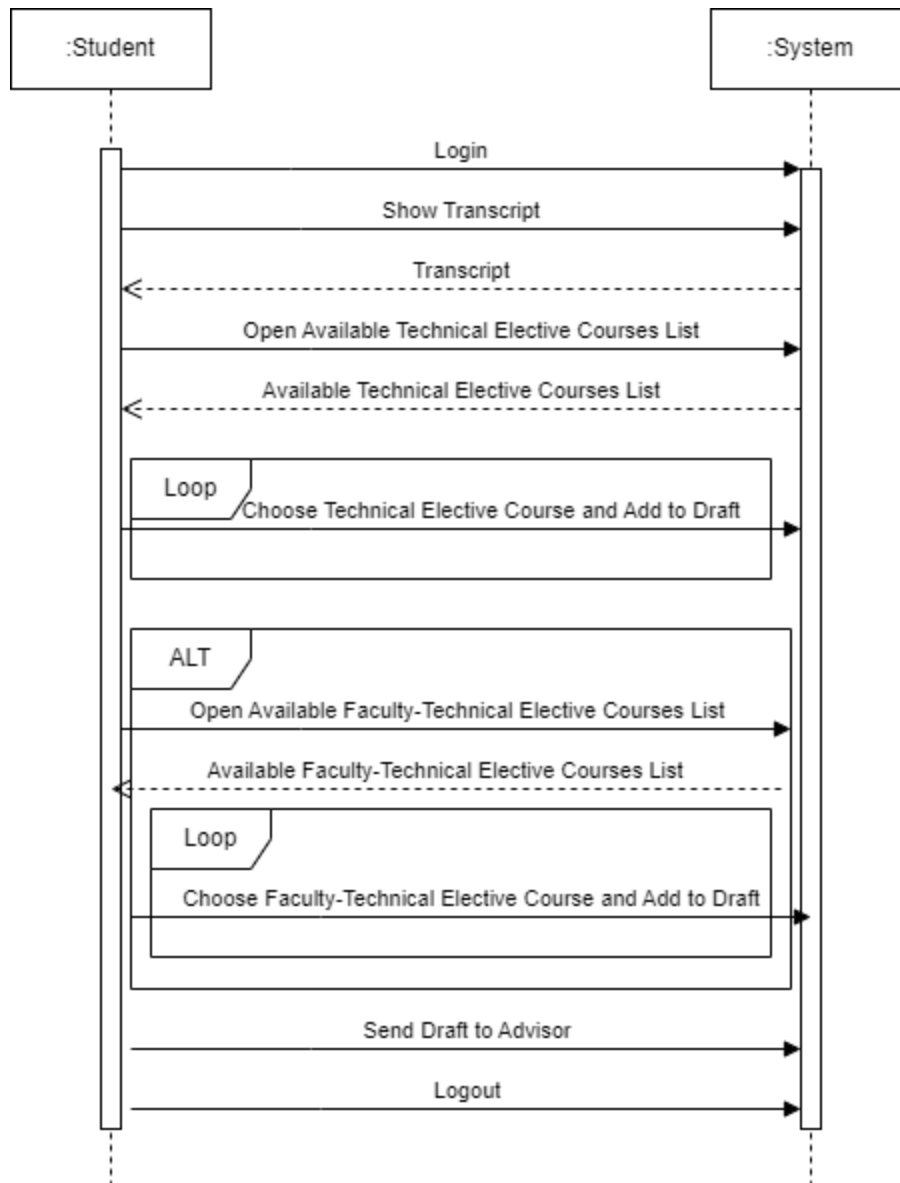 :Student
:System
Login
Show Transcript
Transcript
Open Available Technical Elective Courses List
Available Technical Elective Courses List
Loop
Choose Technical Elective Course and Add to Draft
ALT
Open Available Faculty-Technical Elective Courses List
Available Faculty-Technical Elective Courses List
Loop
Choose Faculty-Technical Elective Course and Add to Draft
Send Draft to Advisor
Logout